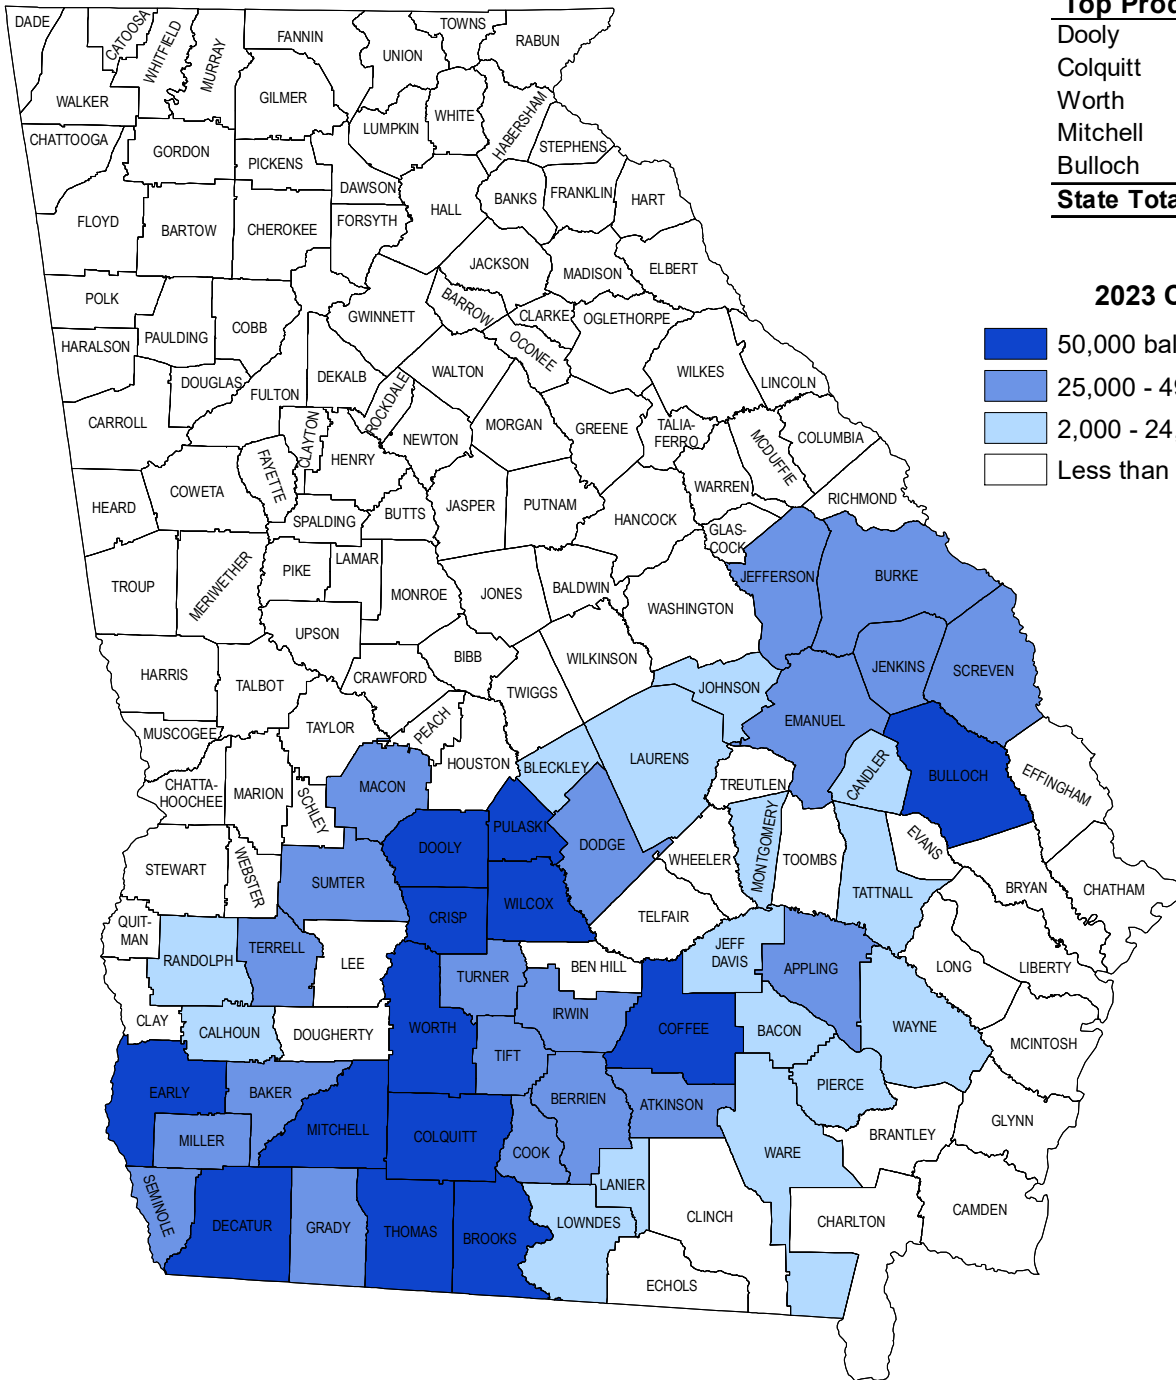 Top Proc
Dooly
Colquitt
Worth
Mitchell
Bulloch
State Tota
2023 C
50,000 bal
25,000 - 49
2,000 - 24
Less than
DADE
CATOOSA
WHITFIELD
MURRAY
FANNIN
UNION
TOWNS
RABUN
WALKER
GILMER
LUMPKIN
WHITE
HABERSHAM
STEPHENS
CHATTOOGA
GORDON
PICKENS
DAWSON
BANKS
FRANKLIN
HART
FLOYD
BARTOW
CHEROKEE
FORSYTH
HALL
JACKSON
MADISON
ELBERT
POLK
PAULDING
COBB
GWINNETT
BARROW
CLARKE
OCONEE
OGLETHORPE
HARALSON
DOUGLAS
FULTON
DEKALB
ROCKDALE
WALTON
WILKES
LINCOLN
CARROLL
CLAYTON
HENRY
NEWTON
MORGAN
GREENE
TALIA-
FERRO
MCDUFFIE
COLUMBIA
HEARD
COWETA
FAYETTE
SPALDING
BUTTS
JASPER
PUTNAM
HANCOCK
WARREN
GLAS-
COCK
RICHMOND
TROUP
MERIWETHER
PIKE
LAMAR
MONROE
JONES
BALDWIN
WASHINGTON
JEFFERSON
BURKE
UPSON
HARRIS
TALBOT
CRAWFORD
BIBB
TWIGGS
WILKINSON
JOHNSON
JENKINS
SCREVEN
MUSCOGEE
TAYLOR
PEACH
HOUSTON
BLECKLEY
LAURENS
EMANUEL
CANDLER
BULLOCH
EFFINGHAM
CHATTA-
HOOCHEE
MARION
SCHLEY
MACON
PULASKI
TREUTLEN
STEWART
WEBSTER
SUMTER
DOOLY
DODGE
WHEELER
MONTGOMERY
TOOMBS
TATTNALL
EVANS
BRYAN
CHATHAM
QUIT-
MAN
RANDOLPH
TERRELL
LEE
CRISP
WILCOX
TELFAIR
JEFF
DAVIS
APPLING
LONG
LIBERTY
CLAY
CALHOUN
DOUGHERTY
WORTH
TURNER
BEN HILL
IRWIN
COFFEE
BACON
WAYNE
MCINTOSH
EARLY
BAKER
MITCHELL
TIFT
BERRIEN
ATKINSON
PIERCE
MILLER
COLQUITT
COOK
WARE
BRANTLEY
GLYNN
SEMINOLE
DECATUR
GRADY
THOMAS
BROOKS
LANIER
LOWNDES
CLINCH
CHARLTON
CAMDEN
ECHOLS